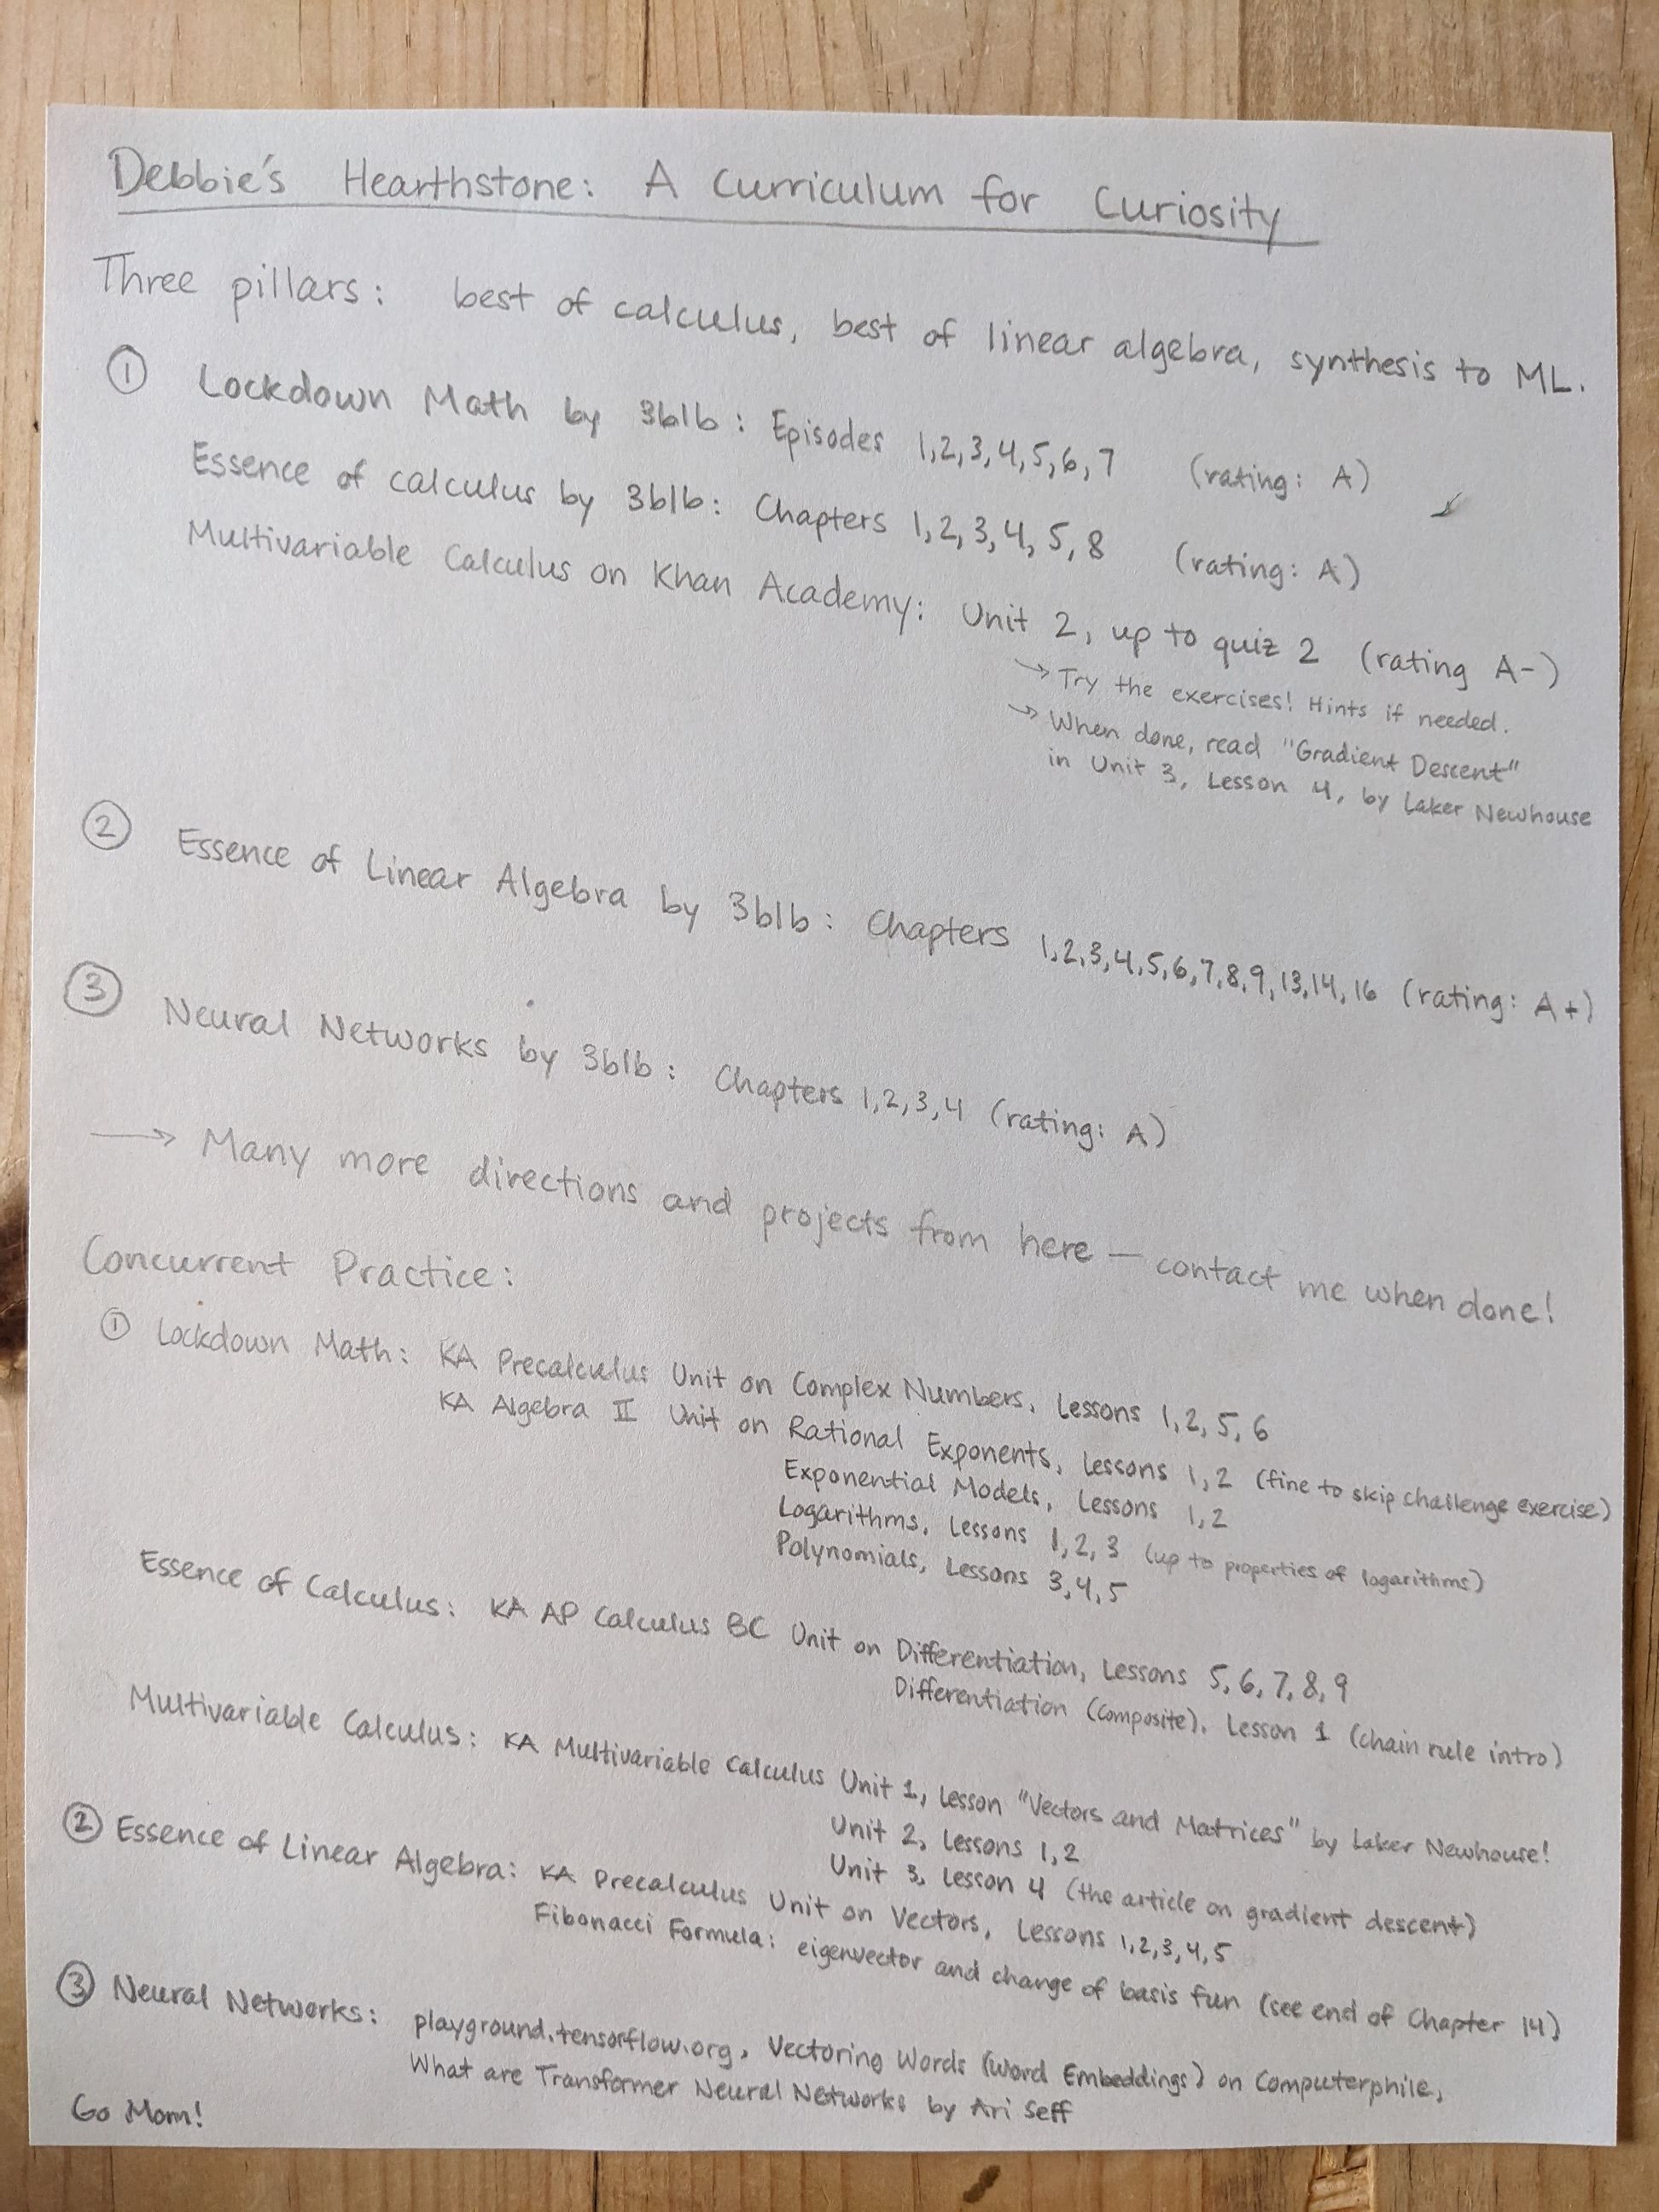 Debbie's Hearthstone: A Curriculum for Curiosity
Three pillars: best of calculus, best of linear algebra, synthesis to ML.
① Lockdown Math by 3b1b: Episodes 1,2,3,4,5,6,7 (rating: A)
Essence of calculus by 3b1b: Chapters 1,2,3,4,5,8 (rating: A)
Multivariable Calculus on Khan Academy: Unit 2, up to quiz 2 (rating A-)
→ Try the exercises! Hints if needed.
→ When done, read "Gradient Descent"
in Unit 3, Lesson 4, by Laker Newhouse
② Essence of Linear Algebra by 3b1b: Chapters 1,2,3,4,5,6,7,8,9,13,14,16 (rating: A+)
③ Neural Networks by 3b1b: Chapters 1,2,3,4 (rating: A)
→ Many more directions and projects from here — contact me when done!
Concurrent Practice:
① Lockdown Math: KA Precalculus Unit on Complex Numbers, Lessons 1,2,5,6
KA Algebra II Unit on Rational Exponents, Lessons 1,2 (fine to skip challenge exercise)
Exponential Models, Lessons 1,2
Logarithms, Lessons 1,2,3 (up to properties of logarithms)
Polynomials, Lessons 3,4,5
Essence of Calculus: KA AP Calculus BC Unit on Differentiation, Lessons 5,6,7,8,9
Differentiation (Composite), Lesson 1 (chain rule intro)
Multivariable Calculus: KA Multivariable Calculus Unit 1, Lesson "Vectors and Matrices" by Laker Newhouse!
Unit 2, Lessons 1,2
Unit 3, Lesson 4 (the article on gradient descent)
② Essence of Linear Algebra: KA Precalculus Unit on Vectors, Lessons 1,2,3,4,5
Fibonacci Formula: eigenvector and change of basis fun (see end of Chapter 14)
③ Neural Networks: playground.tensorflow.org, Vectoring Words (Word Embeddings) on Computerphile,
What are Transformer Neural Networks by Ari Seff
Go Mom!